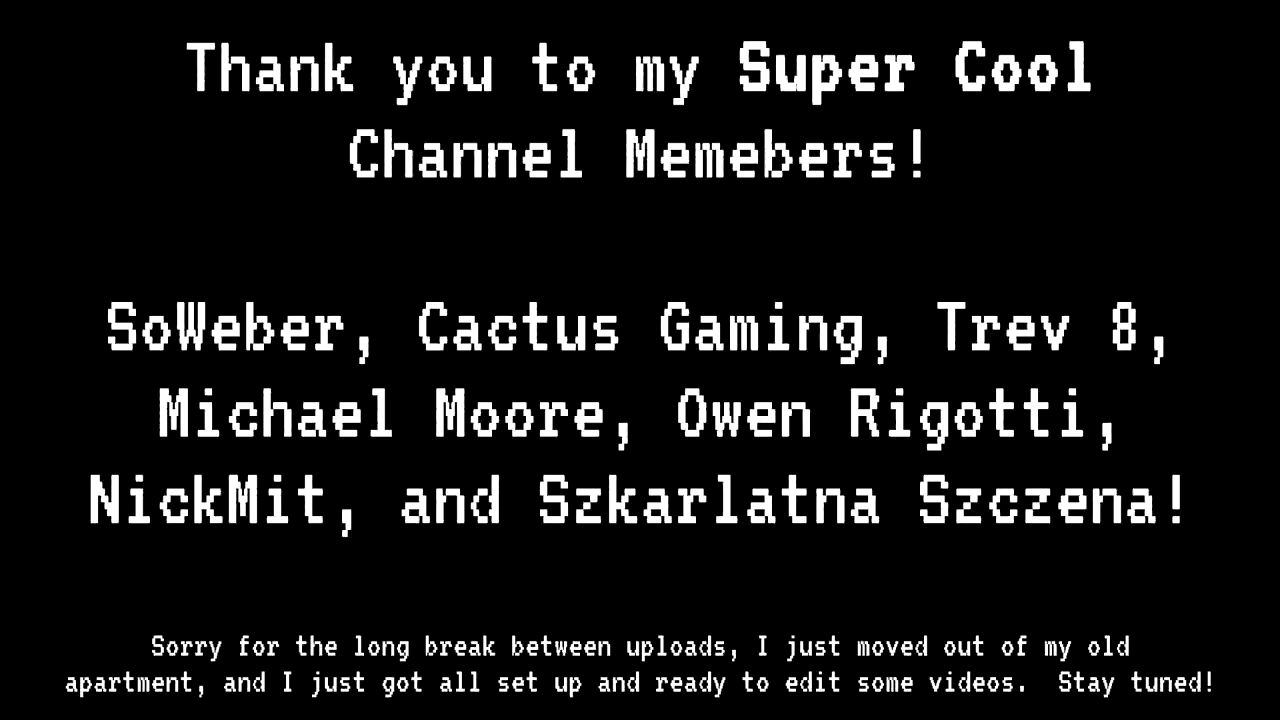 Thank you to my Super Cool
Channel Memebers!
SoWeber, Cactus Gaming, Trev 8,
Michael Moore, Owen Rigotti,
NickMit, and Szkarlatna Szczena!
Sorry for the long break between uploads, I just moved out of my old
apartment, and I just got all set up and ready to edit some videos.  Stay tuned!